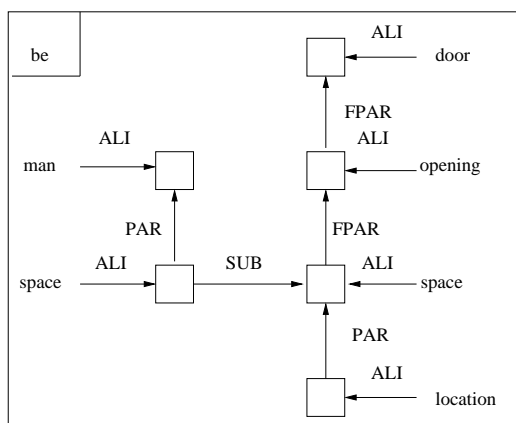 ALI
be door
FPAR
ALI ALI
man opening
PAR FPAR
ALI SUB ALI
space space
PAR
ALI
location